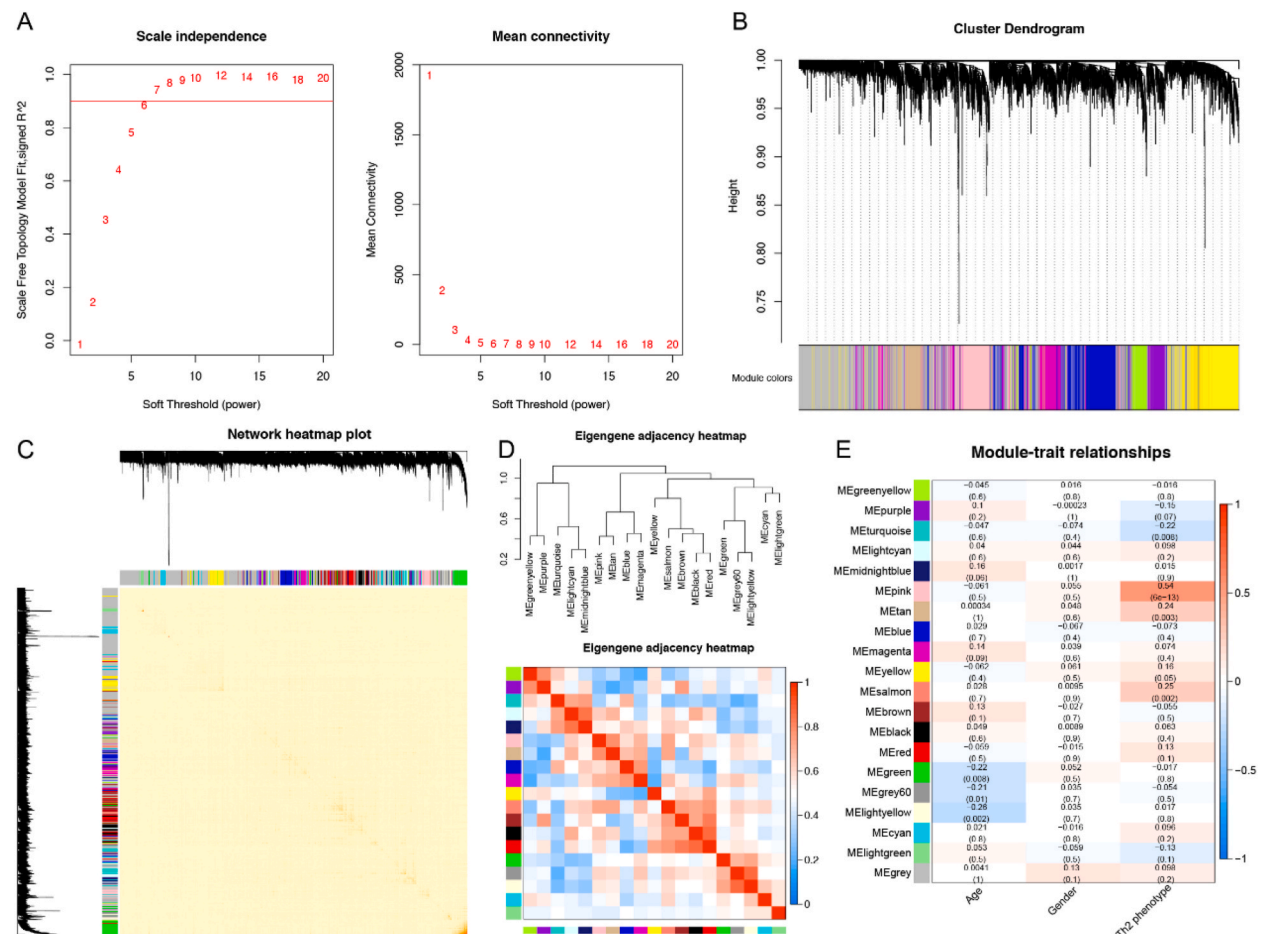 A
Scale independence
Scale Free Topology Model Fit,signed R^2
1.0
0.8
0.6
0.4
0.2
0.0
1
2
3
4
5
6
7
8
9
10
12
14
16
18
20
5
10
15
20
Soft Threshold (power)
Mean connectivity
Mean Connectivity
2000
1500
1000
500
0
1
2
3
4
5
6
7
8
9
10
12
14
16
18
20
5
10
15
20
Soft Threshold (power)
B
Cluster Dendrogram
Height
1.00
0.95
0.90
0.85
0.80
0.75
Module colors
C
Network heatmap plot
D
Eigengene adjacency heatmap
1.0
0.6
0.2
MEgreenyellow
MEpurple
MEturquoise
MElightcyan
MEmidnightblue
MEpink
MEtan
MEblue
MEmagenta
MEyellow
MEsalmon
MEbrown
MEblack
MEred
MEgreen
MEgrey60
MElightyellow
MEcyan
MElightgreen
Eigengene adjacency heatmap
1
0.8
0.6
0.4
0.2
0
E
Module-trait relationships
MEgreenyellow −0.045 0.016 −0.016
(0.6) (0.8) (0.8)
MEpurple 0.1 −0.00023 −0.15
(0.2) (1) (0.07)
MEturquoise −0.047 −0.074 −0.22
(0.6) (0.4) (0.008)
MElightcyan 0.04 0.044 0.098
(0.6) (0.6) (0.2)
MEmidnightblue 0.16 0.0017 0.015
(0.06) (1) (0.9)
MEpink −0.061 0.055 0.54
(0.5) (0.5) (6e−13)
MEtan 0.00034 0.048 0.24
(1) (0.6) (0.003)
MEblue 0.029 −0.067 −0.073
(0.7) (0.4) (0.4)
MEmagenta 0.14 0.039 0.074
(0.09) (0.6) (0.4)
MEyellow −0.062 0.061 0.16
(0.4) (0.5) (0.05)
MEsalmon 0.028 0.0095 0.25
(0.7) (0.9) (0.002)
MEbrown 0.13 −0.027 −0.055
(0.1) (0.7) (0.5)
MEblack 0.049 0.0089 0.063
(0.6) (0.9) (0.4)
MEred −0.059 −0.015 0.13
(0.5) (0.9) (0.1)
MEgreen −0.22 0.052 −0.017
(0.008) (0.5) (0.8)
MEgrey60 −0.21 0.035 −0.054
(0.01) (0.7) (0.5)
MElightyellow −0.26 0.035 0.017
(0.002) (0.7) (0.8)
MEcyan 0.021 −0.016 0.096
(0.8) (0.8) (0.2)
MElightgreen 0.053 −0.059 −0.13
(0.5) (0.5) (0.1)
MEgrey 0.0041 0.13 0.098
(1) (0.1) (0.2)
Age
Gender
Th2 phenotype
1
0.5
0
−0.5
−1